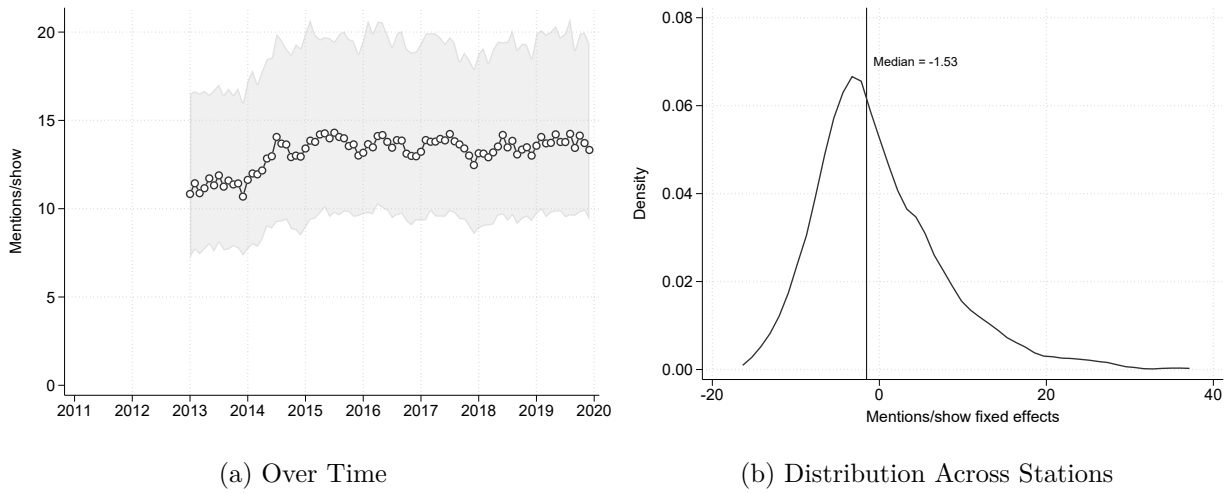 20
15
10
5
0
Mentions/show
2011 2012 2013 2014 2015 2016 2017 2018 2019 2020
(a) Over Time
0.08
0.06
0.04
0.02
0.00
Density
Median = -1.53
-20 0 20 40
Mentions/show fixed effects
(b) Distribution Across Stations